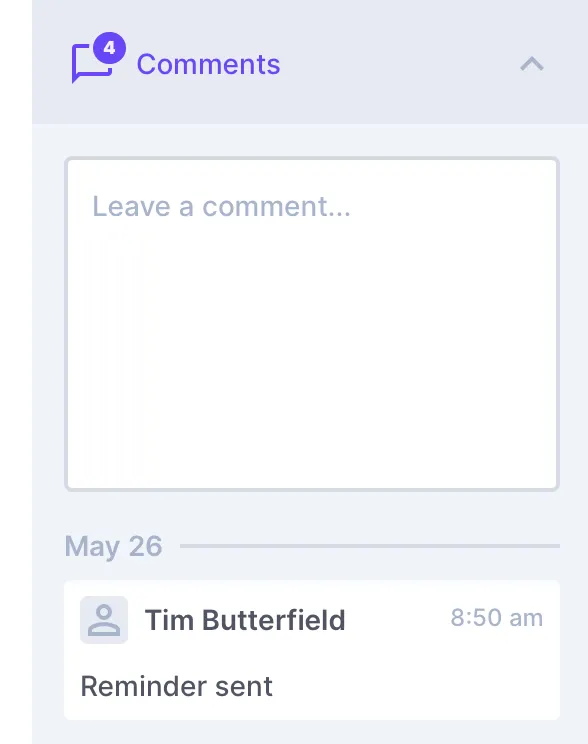 4
Comments
Leave a comment...
May 26
Tim Butterfield 8:50 am
Reminder sent